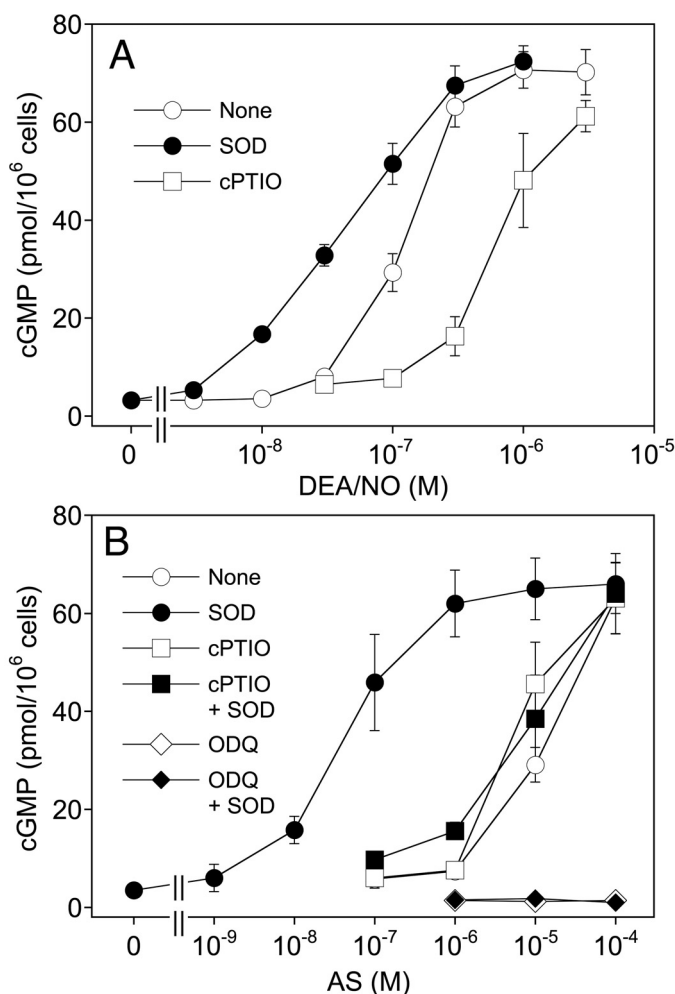 A
80
60
40
20
0
cGMP (pmol/10⁶ cells)
None
SOD
cPTIO
0
10⁻⁸
10⁻⁷
10⁻⁶
10⁻⁵
DEA/NO (M)
B
80
60
40
20
0
cGMP (pmol/10⁶ cells)
None
SOD
cPTIO
cPTIO
+ SOD
ODQ
ODQ
+ SOD
0
10⁻⁹
10⁻⁸
10⁻⁷
10⁻⁶
10⁻⁵
10⁻⁴
AS (M)